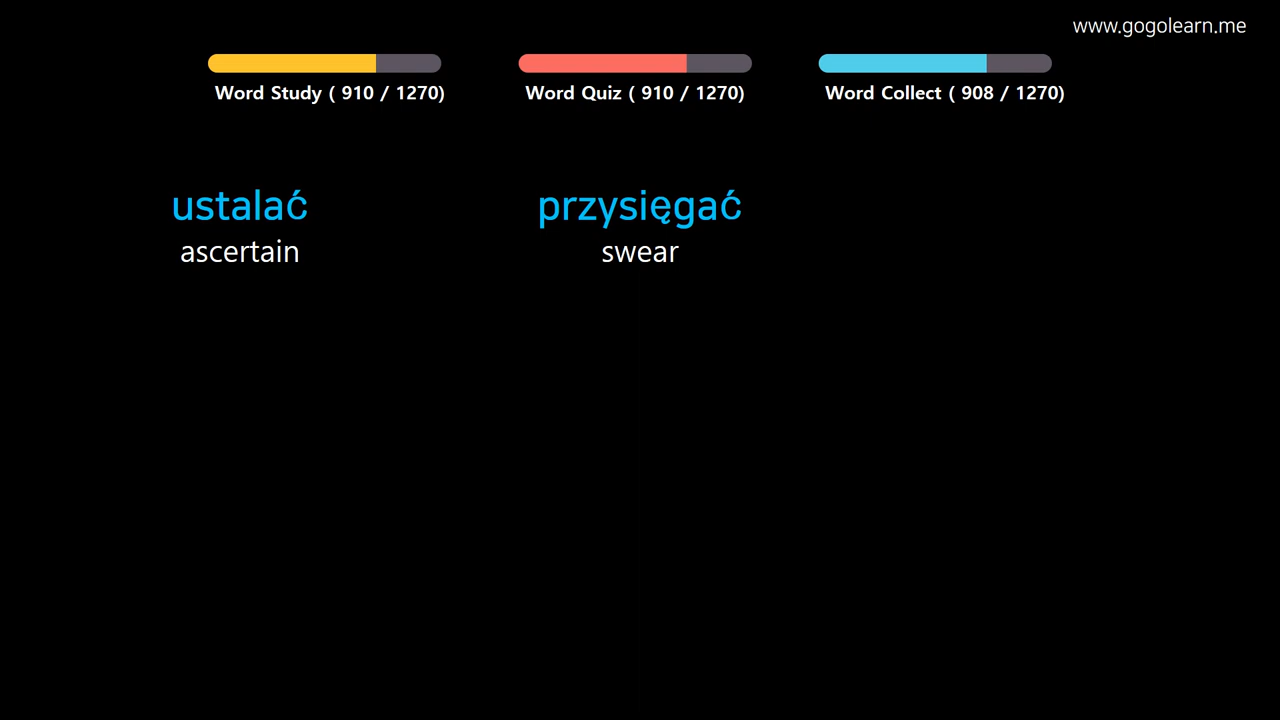 www.gogolearn.me
Word Study ( 910 / 1270)
Word Quiz ( 910 / 1270)
Word Collect ( 908 / 1270)
ustalać
ascertain
przysięgać
swear